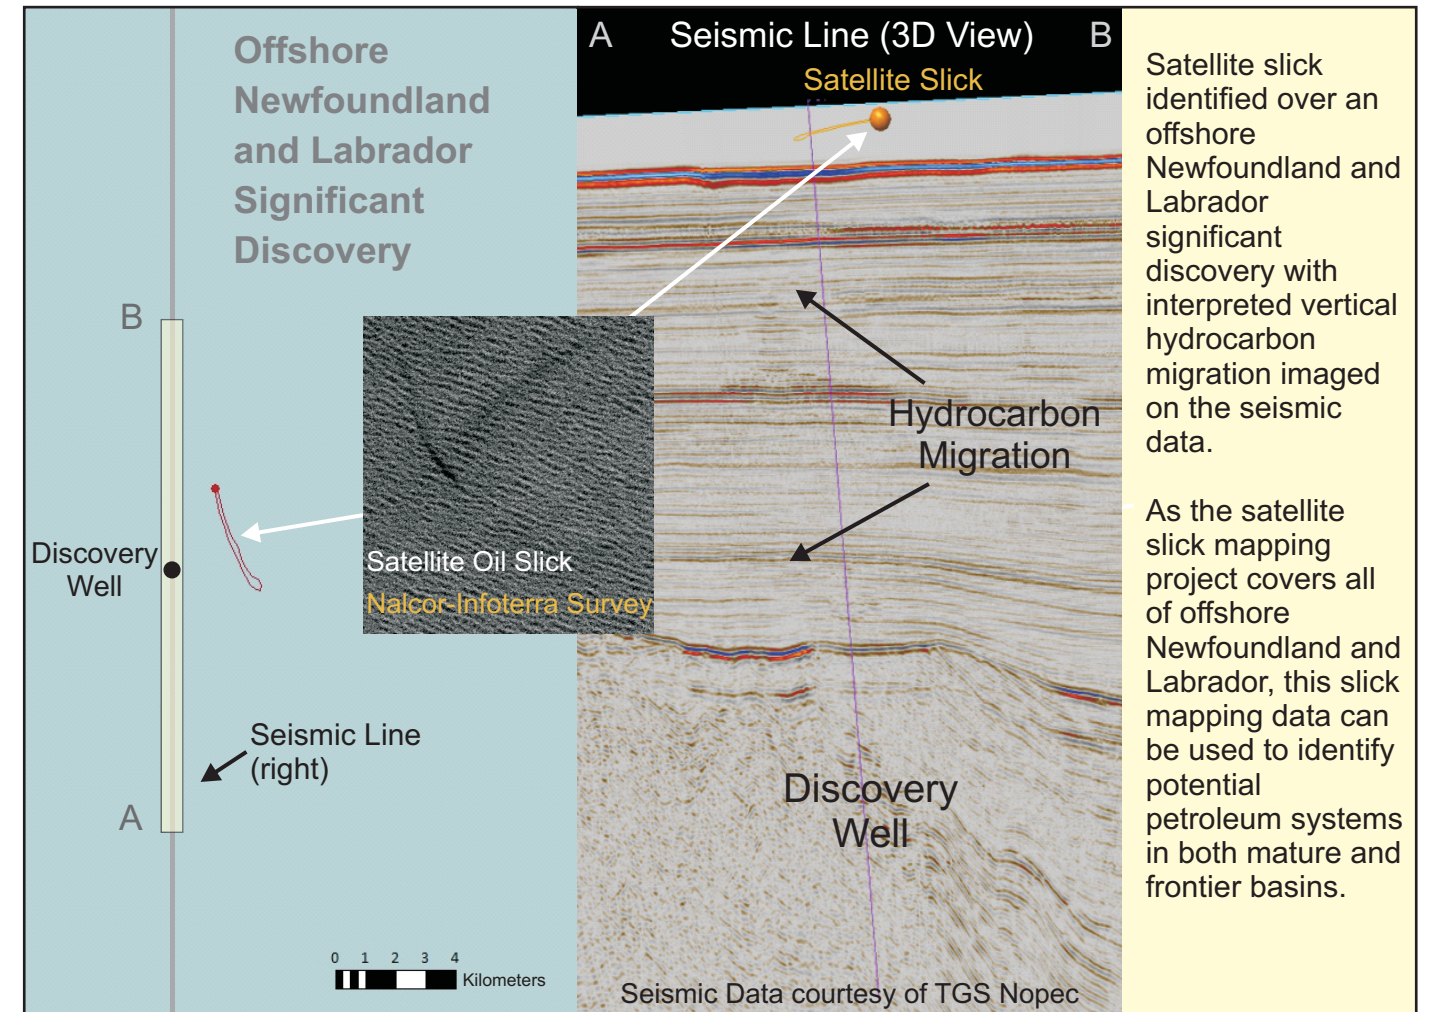 Offshore
Newfoundland
and Labrador
Significant
Discovery
B
Discovery
Well
Seismic Line
(right)
A
0 1 2 3 4
Kilometers
Satellite Oil Slick
Nalcor-Infoterra Survey
A
Seismic Line (3D View)
B
Satellite Slick
Hydrocarbon
Migration
Discovery
Well
Seismic Data courtesy of TGS Nopec
Satellite slick
identified over an
offshore
Newfoundland and
Labrador
significant
discovery with
interpreted vertical
hydrocarbon
migration imaged
on the seismic
data.
As the satellite
slick mapping
project covers all
of offshore
Newfoundland and
Labrador, this slick
mapping data can
be used to identify
potential
petroleum systems
in both mature and
frontier basins.